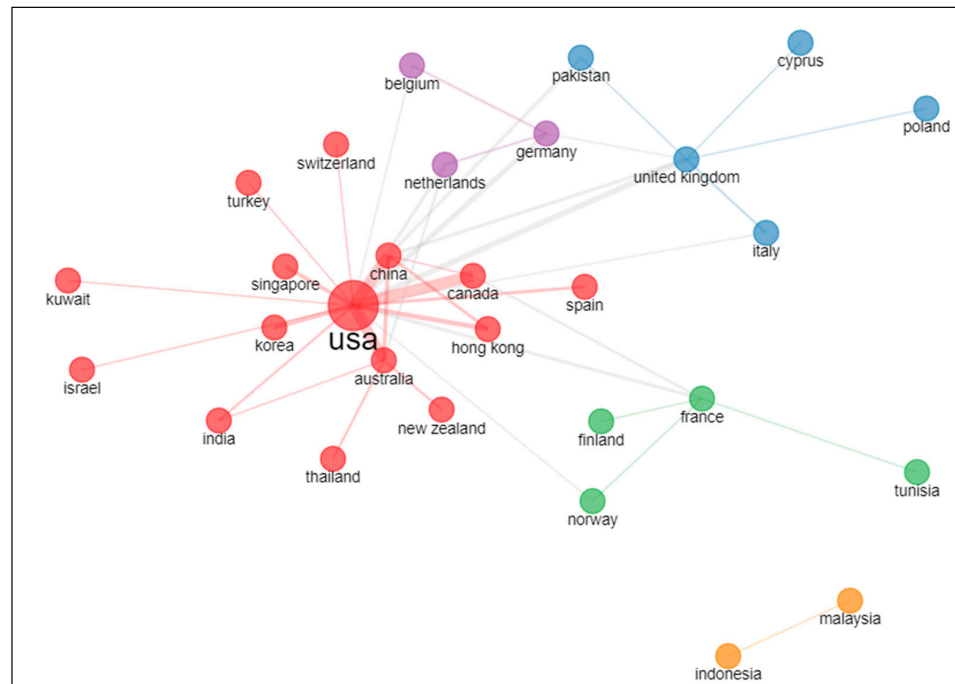 cyprus
pakistan
belgium
poland
germany
switzerland
united kingdom
netherlands
turkey
italy
china
singapore
canada
kuwait
spain
usa
korea
hong kong
australia
israel
france
new zealand
india
finland
thailand
tunisia
norway
malaysia
indonesia